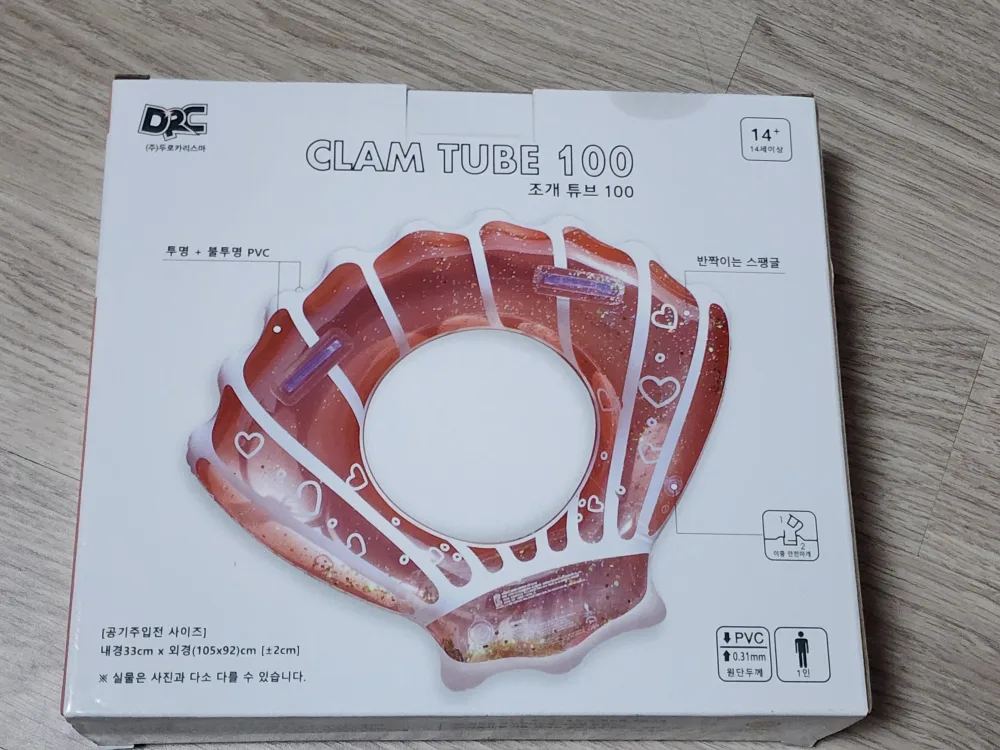 DRC
(주)두로카리스마
CLAM TUBE 100
조개 튜브 100
14+
14세이상
투명 + 불투명 PVC
반짝이는 스팽글
1
2
이중 안전마개
[공기주입전 사이즈]
내경33cm x 외경(105x92)cm [±2cm]
※ 실물은 사진과 다소 다를 수 있습니다.
PVC
0.31mm
원단두께
1인